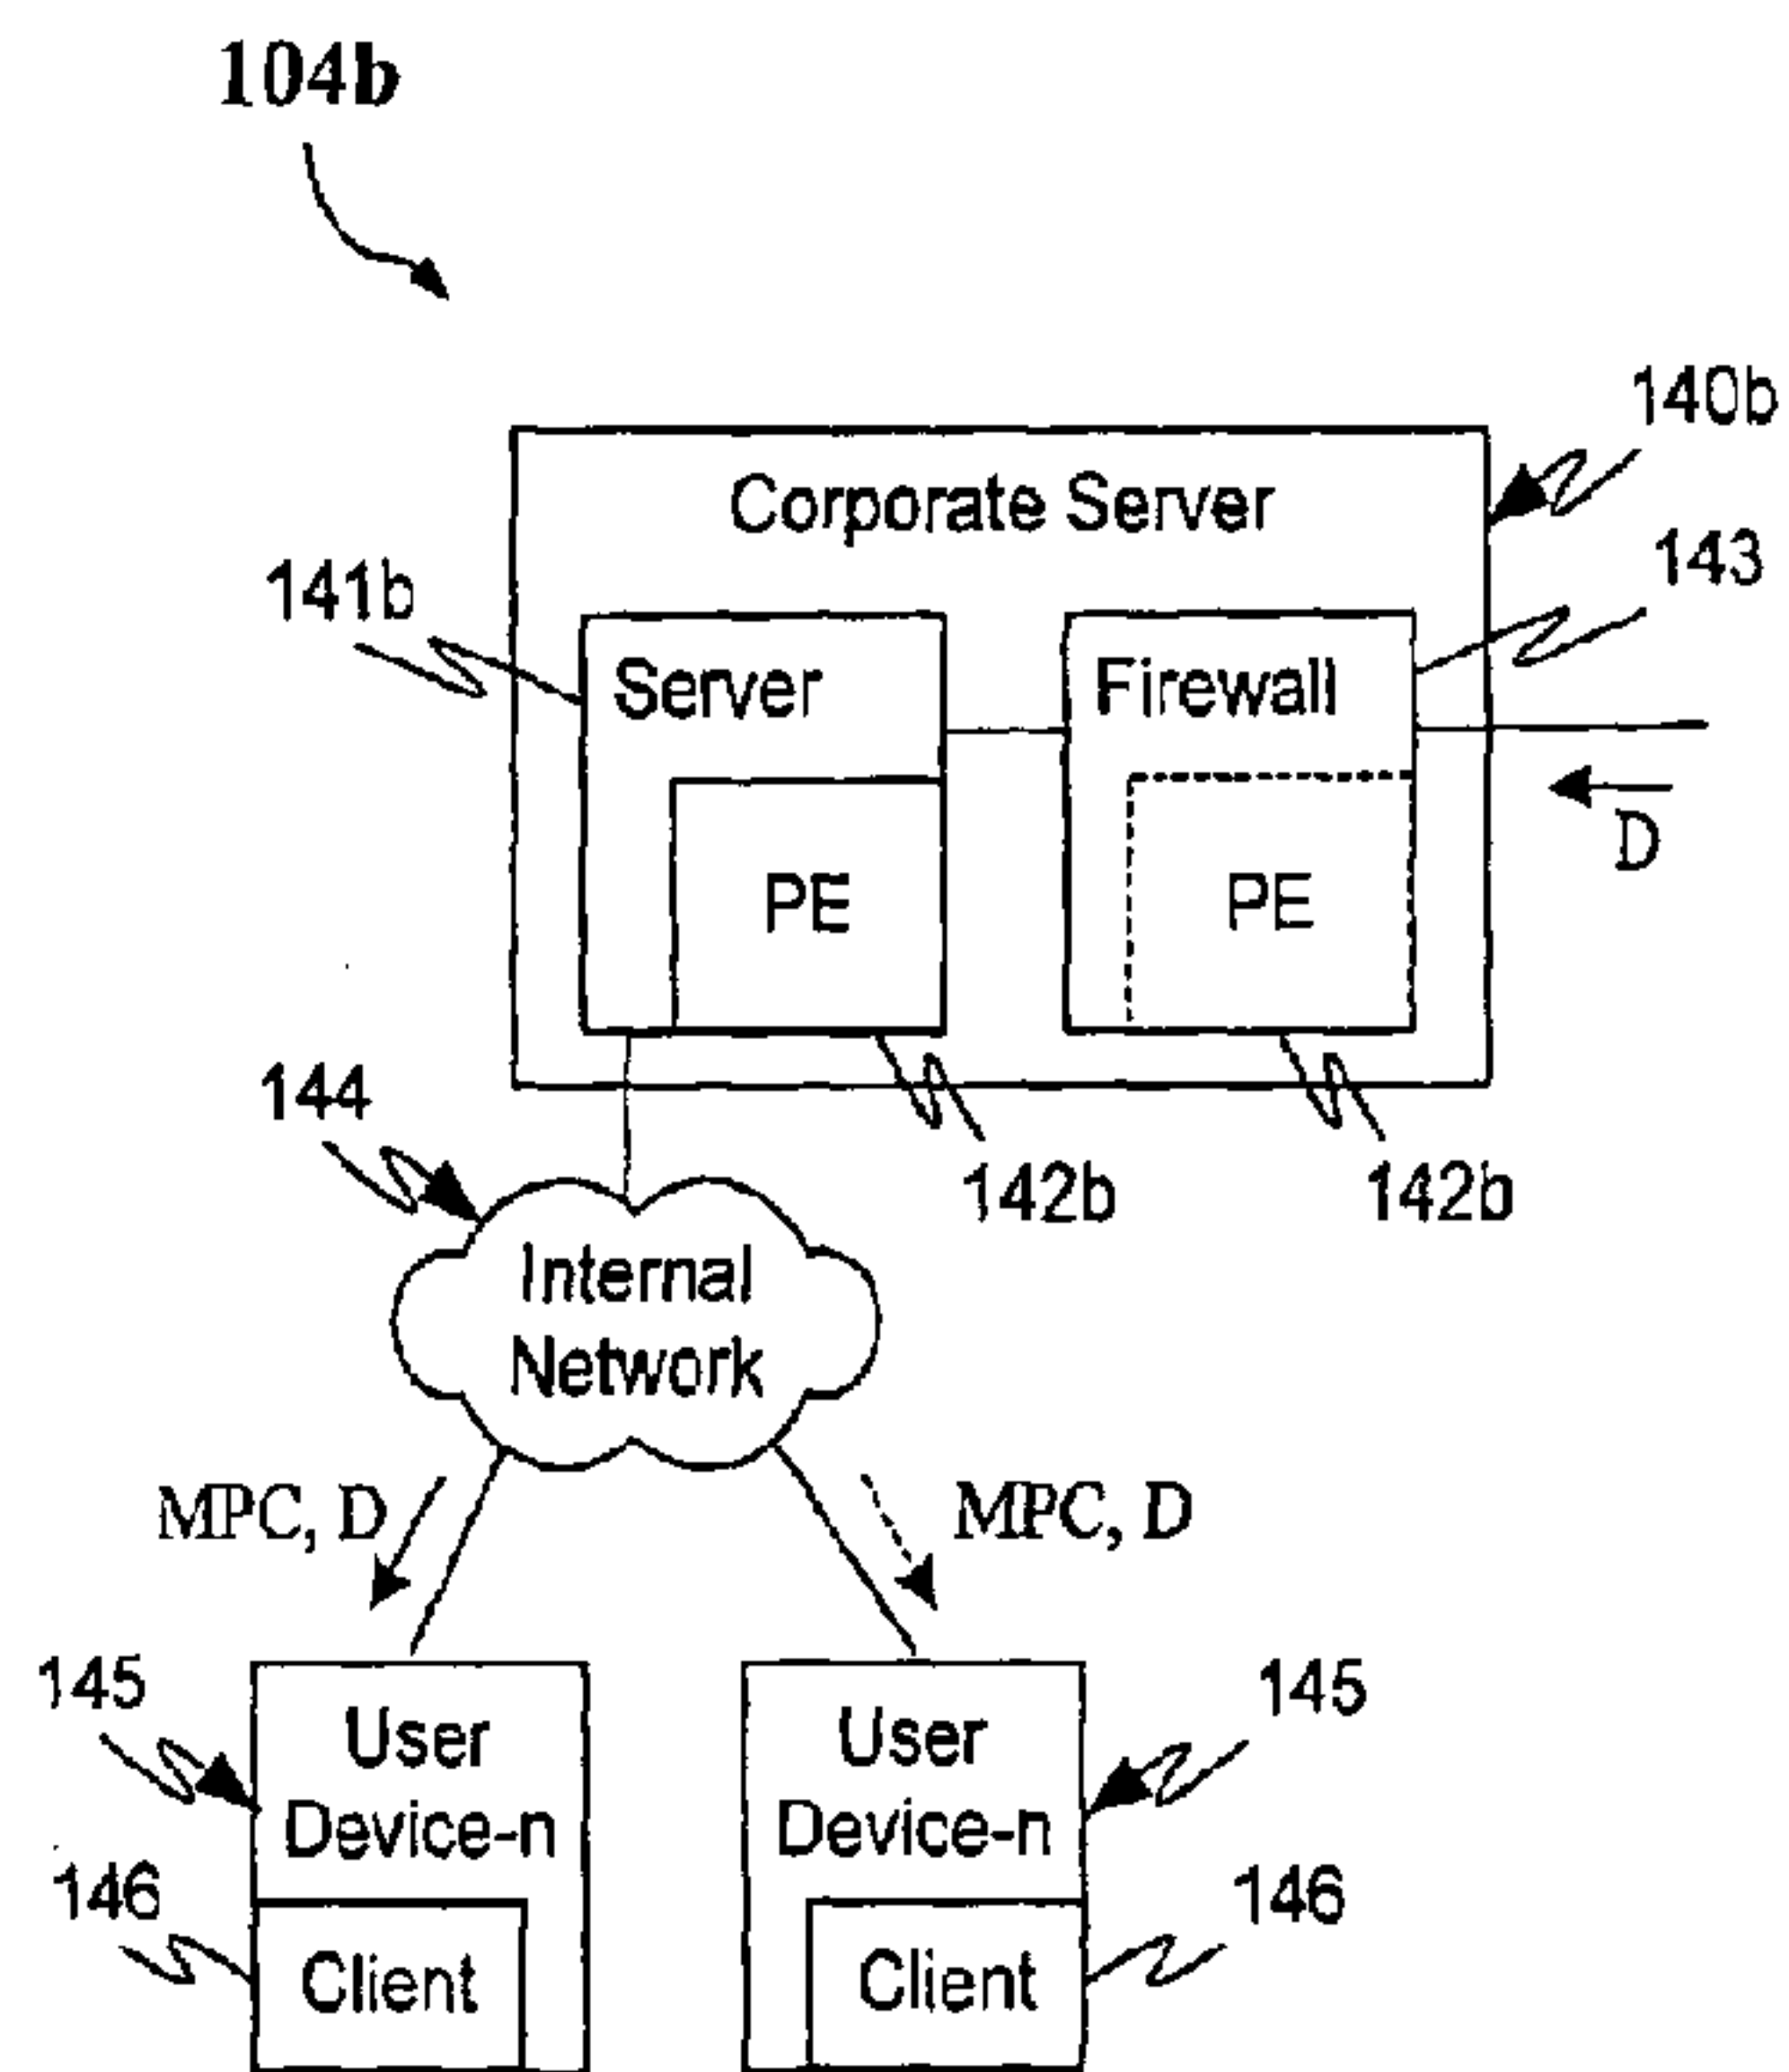 104b
140b
Corporate Server
143
141b
Server
Firewall
D
PE
PE
144
142b
142b
Internal
Network
MPC, D
MPC, D
145
145
User
Device-n
User
Device-n
146
146
Client
Client